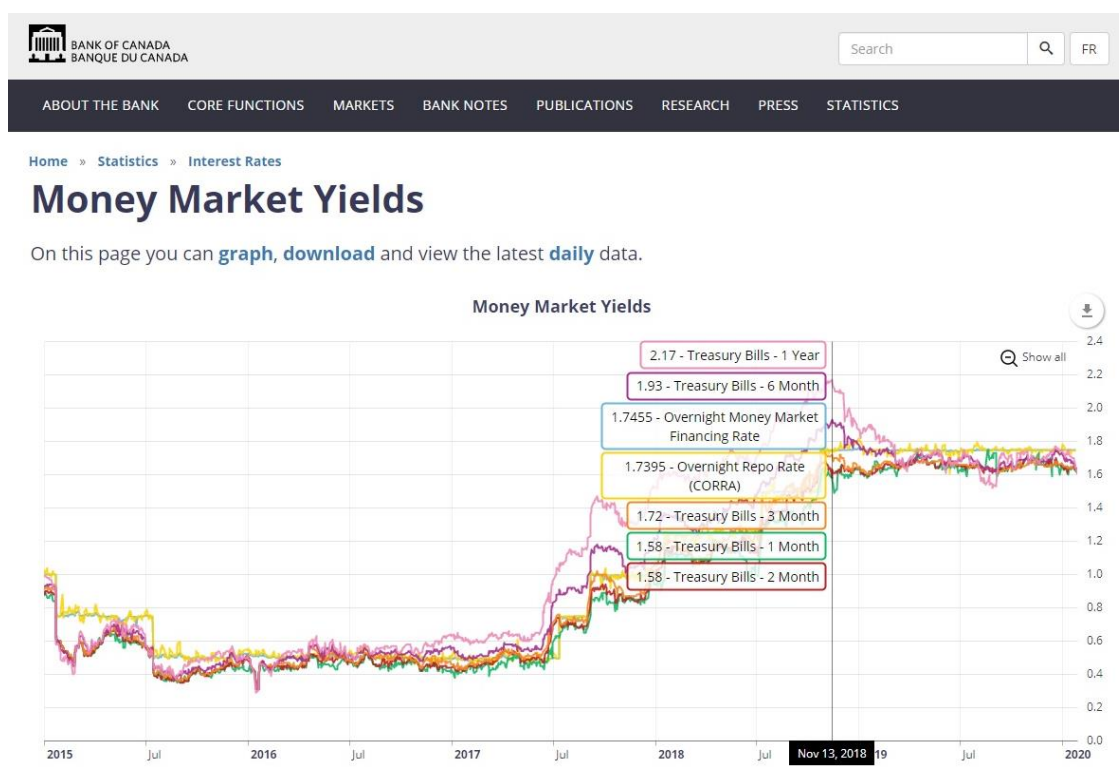 BANK OF CANADA
BANQUE DU CANADA
Search
FR
ABOUT THE BANK CORE FUNCTIONS MARKETS BANK NOTES PUBLICATIONS RESEARCH PRESS STATISTICS
Home » Statistics » Interest Rates
Money Market Yields
On this page you can graph, download and view the latest daily data.
Money Market Yields
Show all
2.17 - Treasury Bills - 1 Year
1.93 - Treasury Bills - 6 Month
1.7455 - Overnight Money Market
Financing Rate
1.7395 - Overnight Repo Rate
(CORRA)
1.72 - Treasury Bills - 3 Month
1.58 - Treasury Bills - 1 Month
1.58 - Treasury Bills - 2 Month
2.4
2.2
2.0
1.8
1.6
1.4
1.2
1.0
0.8
0.6
0.4
0.2
0.0
2015 Jul 2016 Jul 2017 Jul 2018 Jul Nov 13, 2018 19 Jul 2020